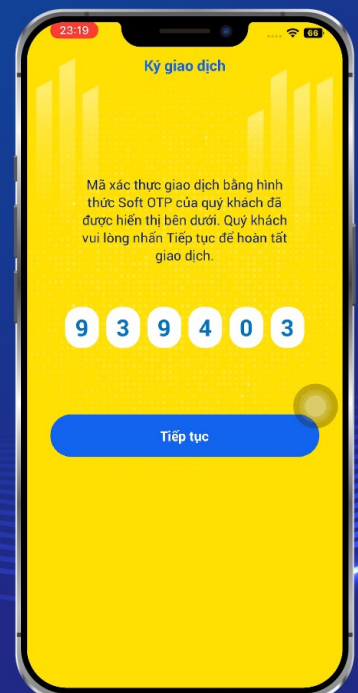 23:19
66
Ký giao dịch
Mã xác thực giao dịch bằng hình
thức Soft OTP của quý khách đã
được hiển thị bên dưới. Quý khách
vui lòng nhấn Tiếp tục để hoàn tất
giao dịch.
9 3 9 4 0 3
Tiếp tục